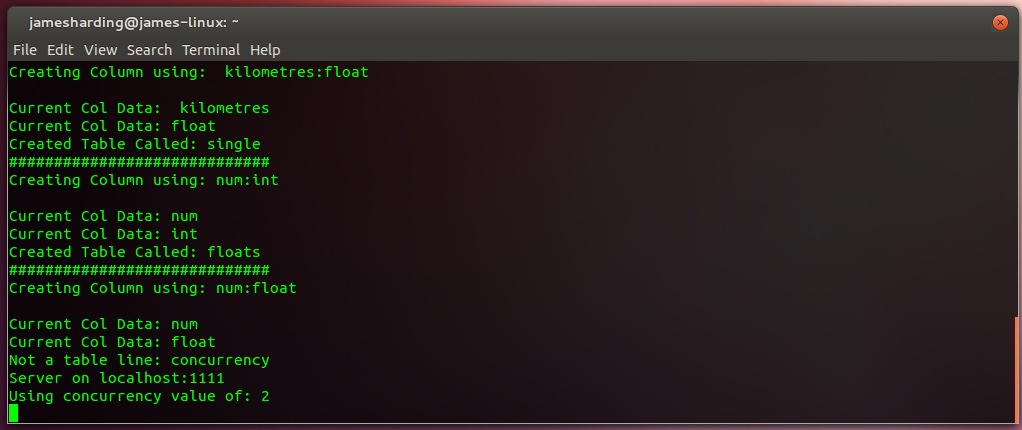 jamesharding@james-linux: ~
File Edit View Search Terminal Help
Creating Column using:  kilometres:float
Current Col Data:  kilometres
Current Col Data: float
Created Table Called: single
#############################
Creating Column using: num:int
Current Col Data: num
Current Col Data: int
Created Table Called: floats
#############################
Creating Column using: num:float
Current Col Data: num
Current Col Data: float
Not a table line: concurrency
Server on localhost:1111
Using concurrency value of: 2